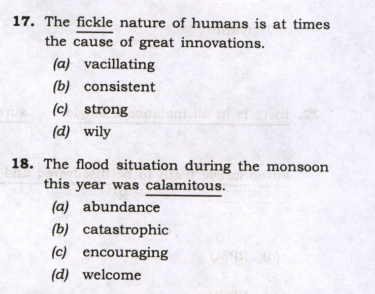 17. The fickle nature of humans is at times
the cause of great innovations.
(a) vacillating
(b) consistent
(c) strong
(d) wily
18. The flood situation during the monsoon
this year was calamitous.
(a) abundance
(b) catastrophic
(c) encouraging
(d) welcome